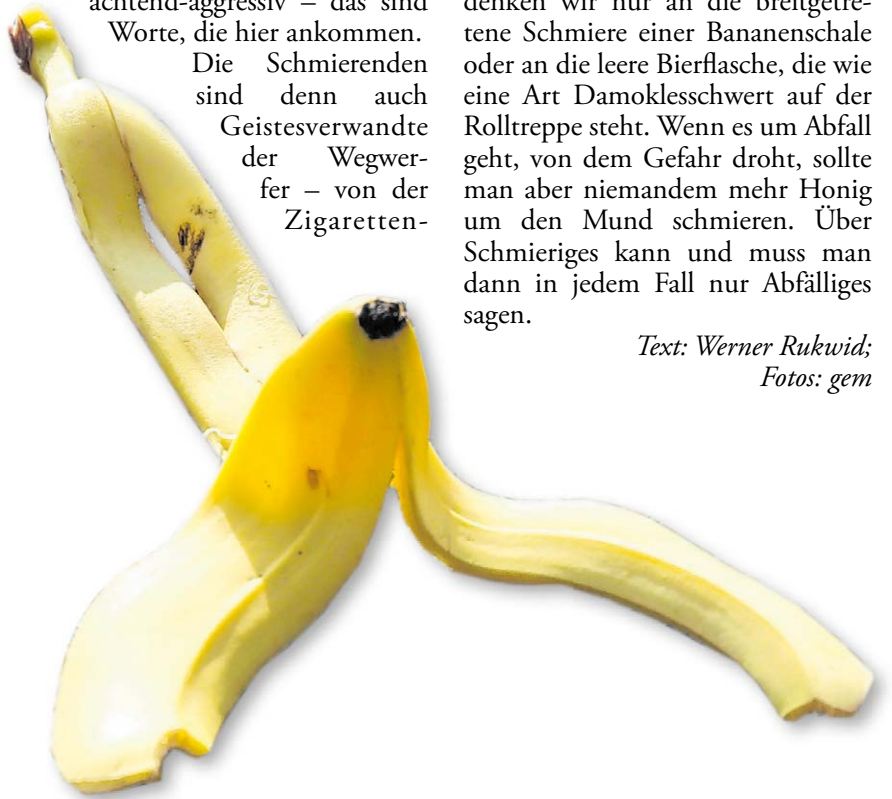 achtend-aggressiv – das sind
Worte, die hier ankommen.
Die Schmierenden
sind denn auch
Geistesverwandte
der Wegwer-
fer – von der
Zigaretten-
denken wir nur an die breitgetre-
tene Schmiere einer Bananenschale
oder an die leere Bierflasche, die wie
eine Art Damoklesschwert auf der
Rolltreppe steht. Wenn es um Abfall
geht, von dem Gefahr droht, sollte
man aber niemandem mehr Honig
um den Mund schmieren. Über
Schmieriges kann und muss man
dann in jedem Fall nur Abfälliges
sagen.
Text: Werner Rukwid;
Fotos: gem